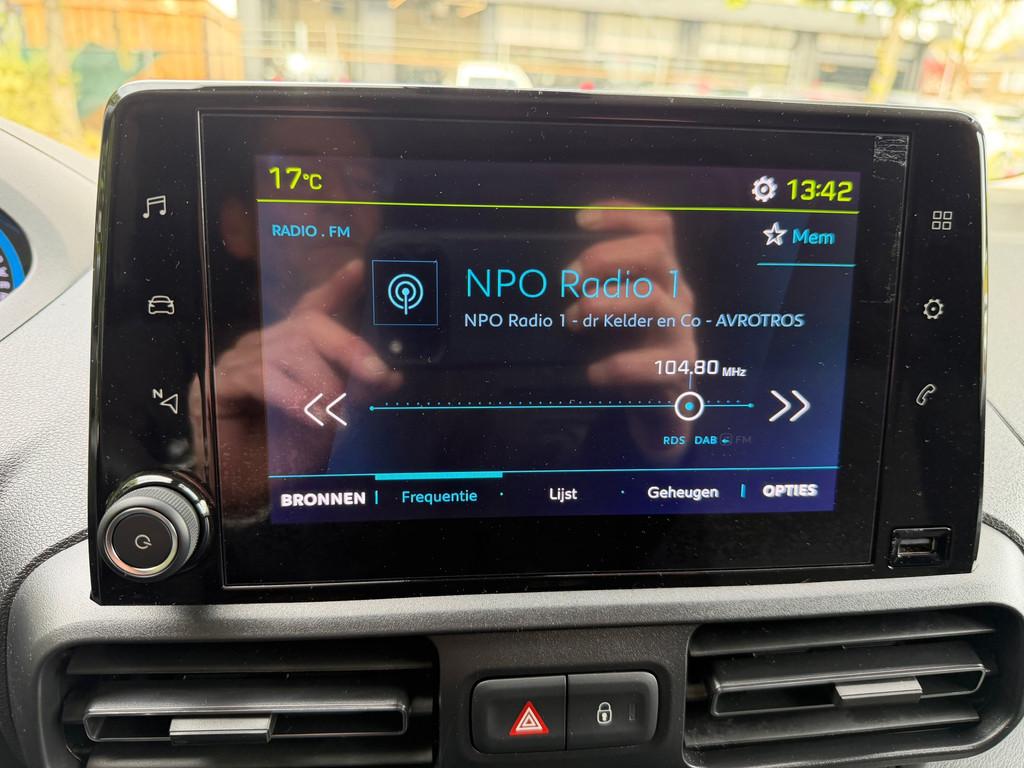 17°C
13:42
RADIO . FM
Mem
NPO Radio 1
NPO Radio 1 - dr Kelder en Co - AVROTROS
104.80 MHz
RDS DAB FM
BRONNEN Frequentie Lijst Geheugen OPTIES
N